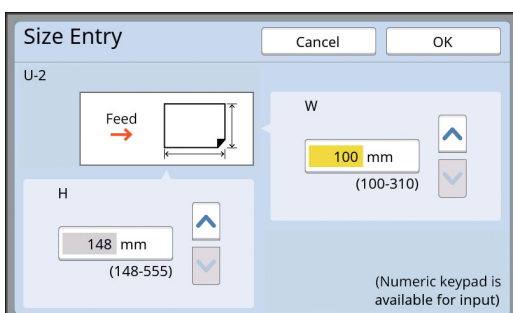 Size Entry
Cancel
OK
U-2
Feed
W
100 mm
(100-310)
H
148 mm
(148-555)
(Numeric keypad is
available for input)